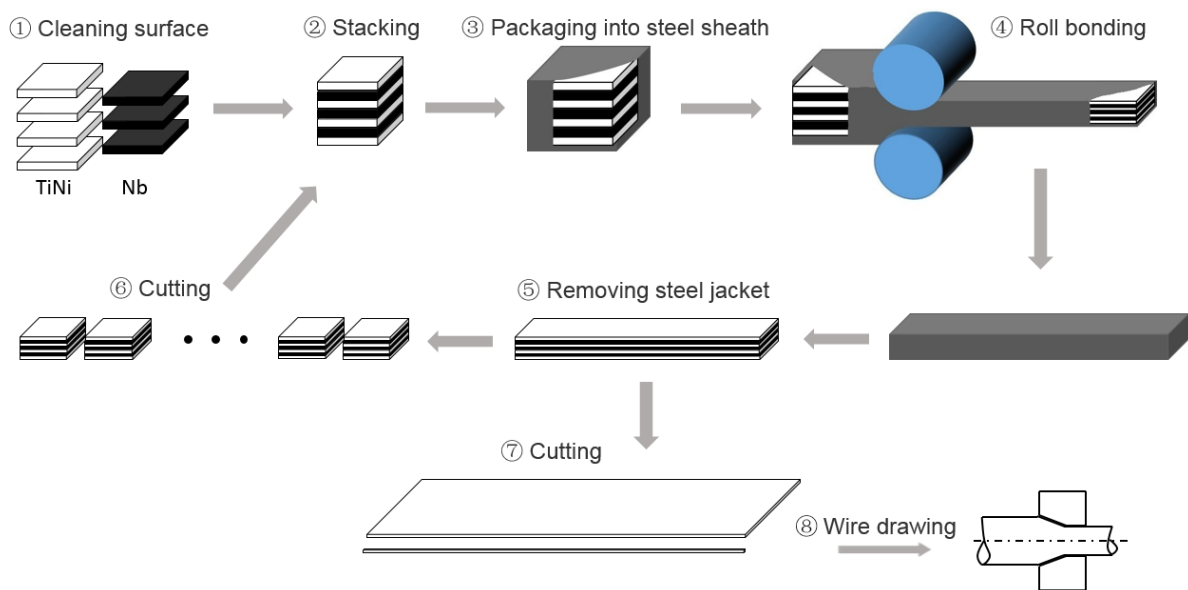 ① Cleaning surface
② Stacking
③ Packaging into steel sheath
④ Roll bonding
TiNi
Nb
⑥ Cutting
⑤ Removing steel jacket
⑦ Cutting
⑧ Wire drawing